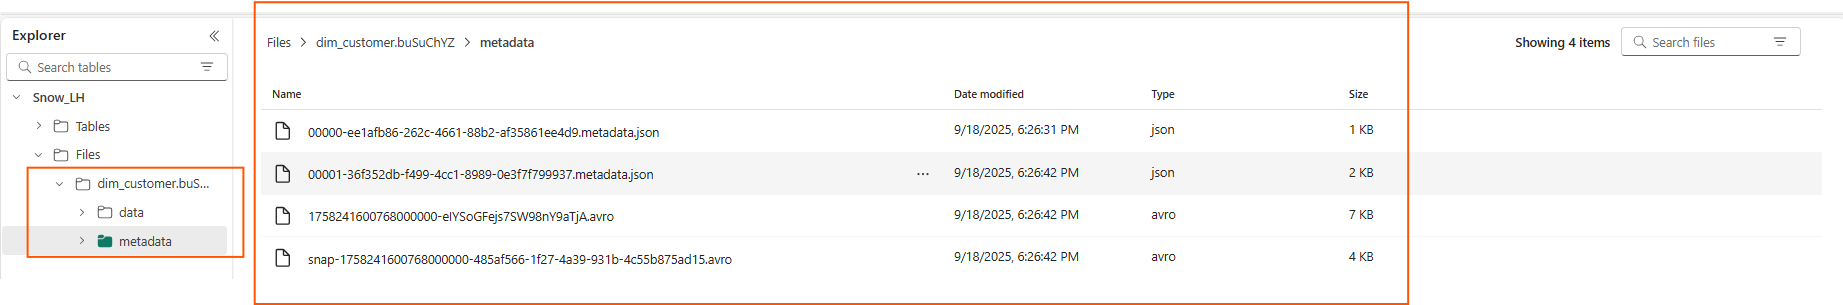 Explorer
Search tables
Snow_LH
Tables
Files
dim_customer.buS...
data
metadata
Files > dim_customer.buSuChYZ > metadata
Showing 4 items
Search files
Name Date modified Type Size
00000-ee1afb86-262c-4661-88b2-af35861ee4d9.metadata.json 9/18/2025, 6:26:31 PM json 1 KB
00001-36f352db-f499-4cc1-8989-0e3f7f799937.metadata.json ... 9/18/2025, 6:26:42 PM json 2 KB
1758241600768000000-eIYSoGFejs7SW98nY9aTjA.avro 9/18/2025, 6:26:42 PM avro 7 KB
snap-1758241600768000000-485af566-1f27-4a39-931b-4c55b875ad15.avro 9/18/2025, 6:26:42 PM avro 4 KB